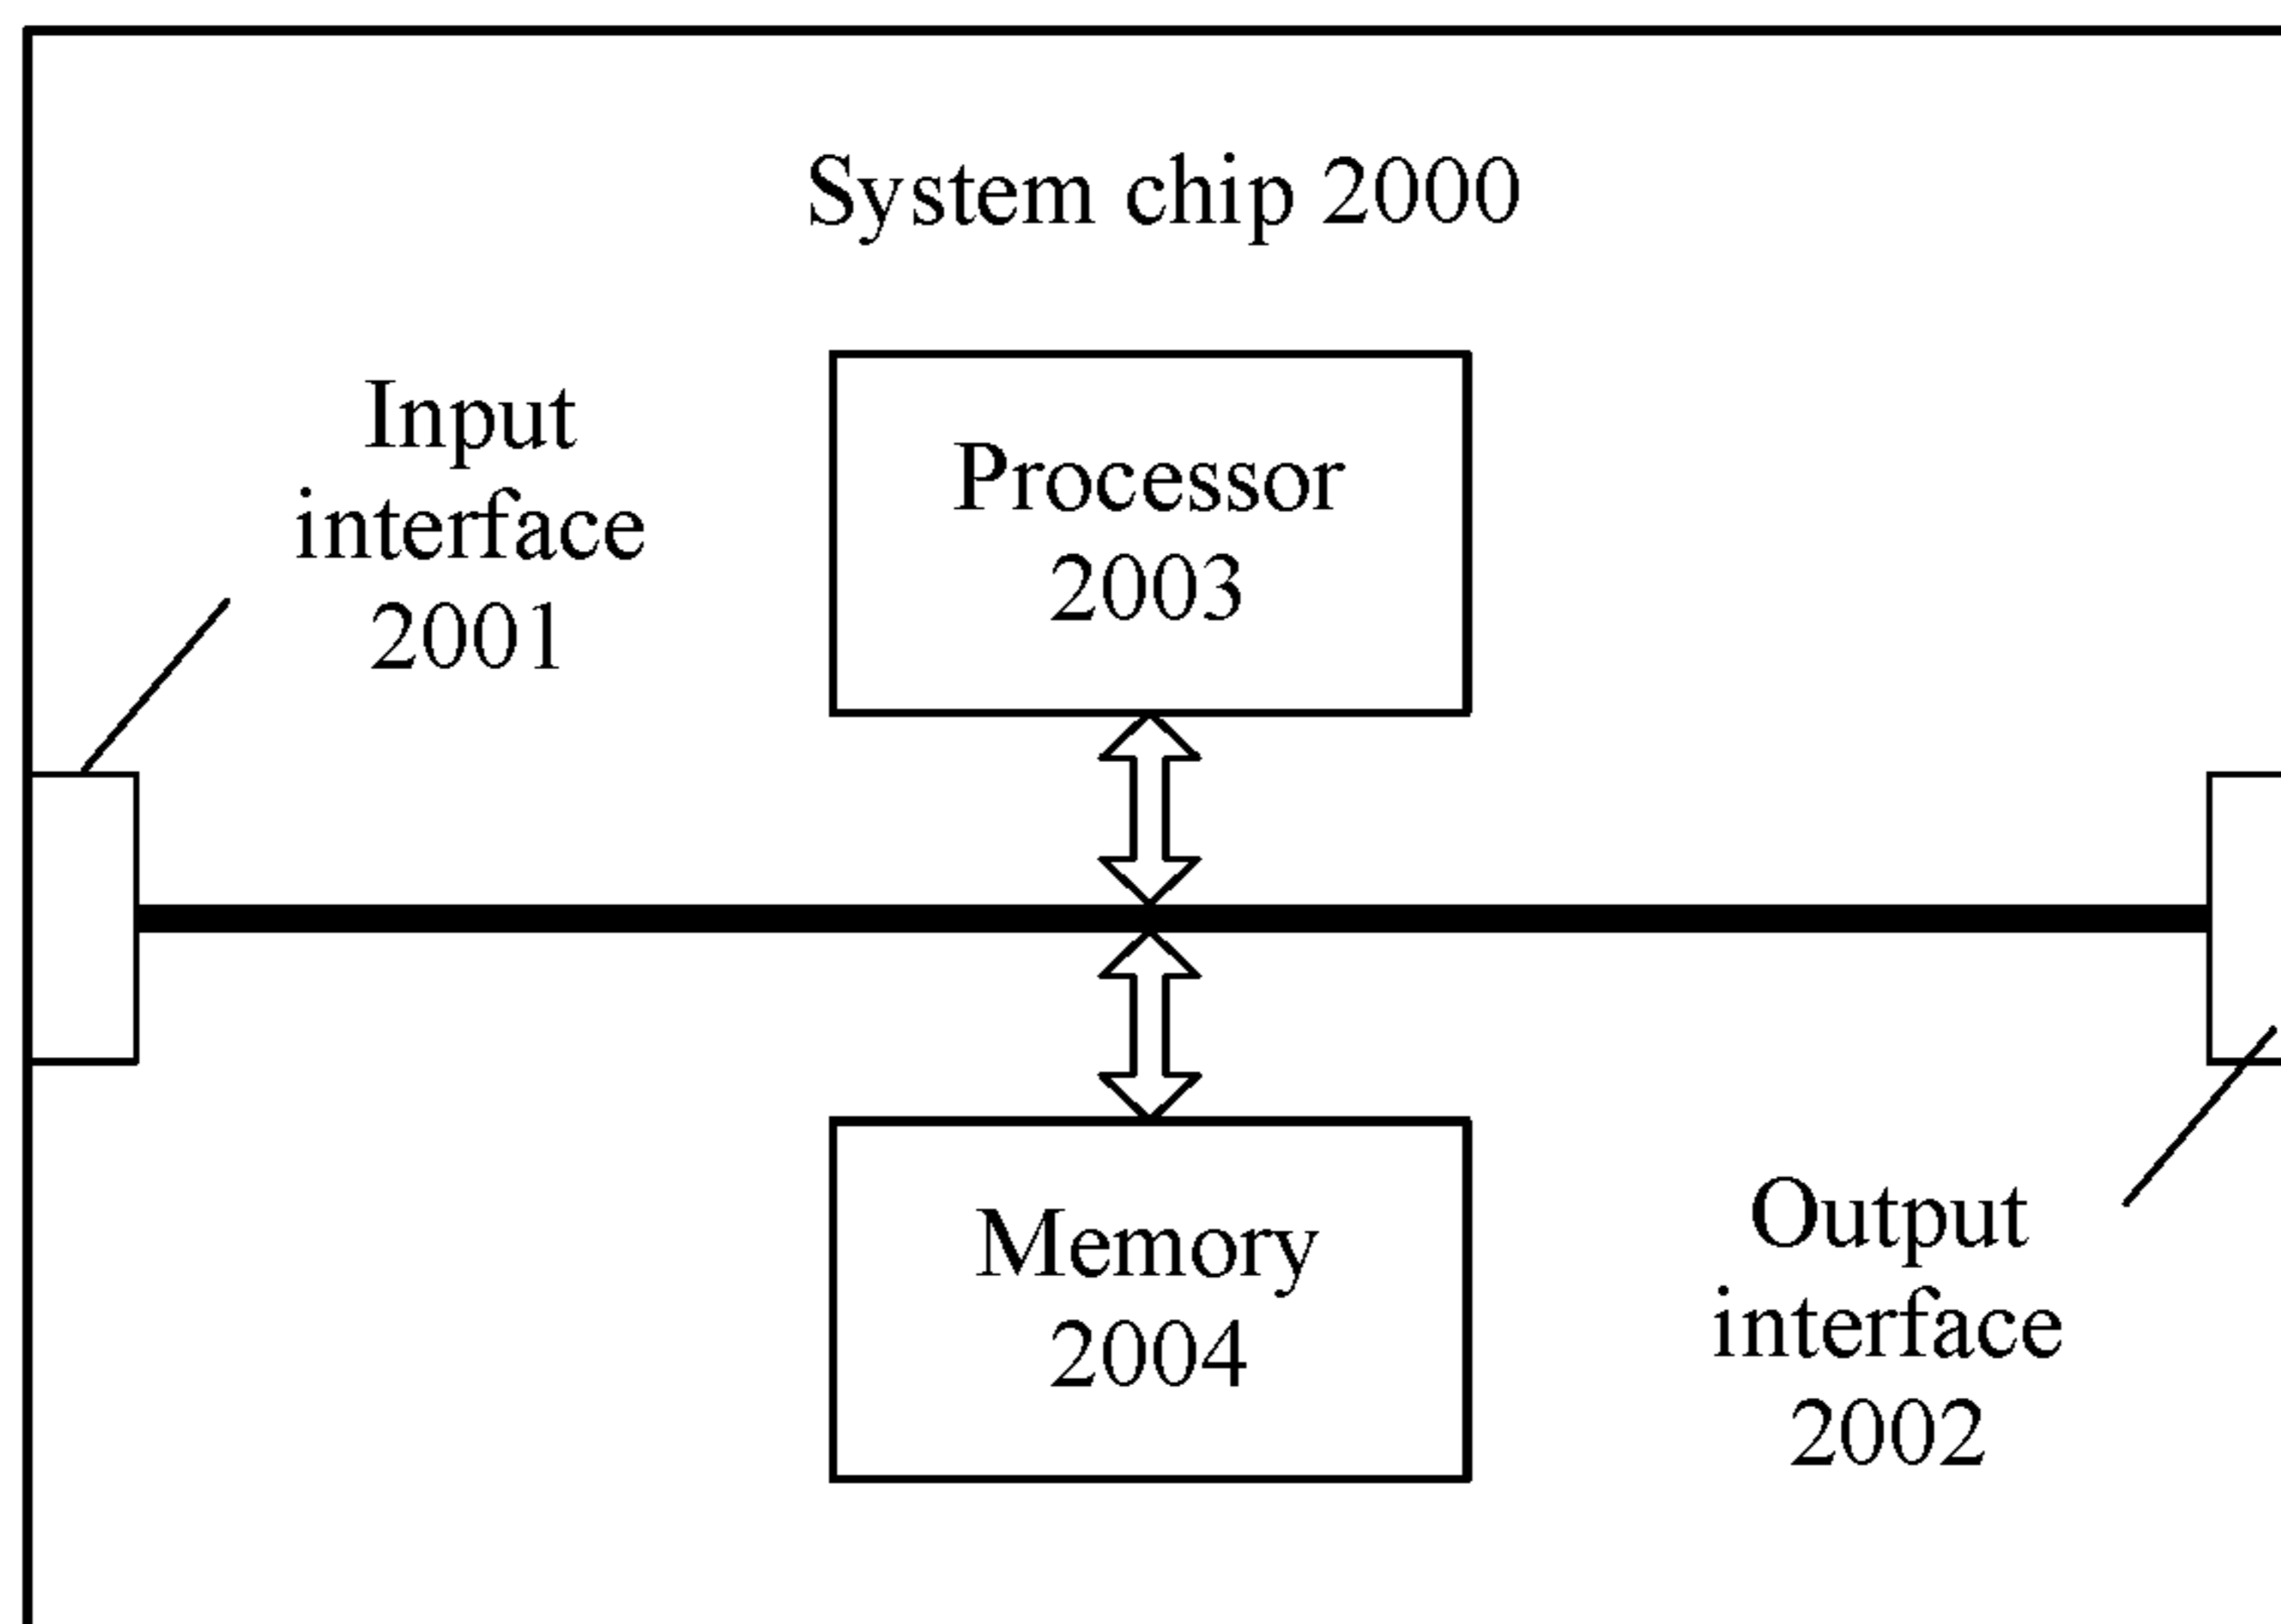 System chip 2000
Input
interface
2001
Processor
2003
Memory
2004
Output
interface
2002